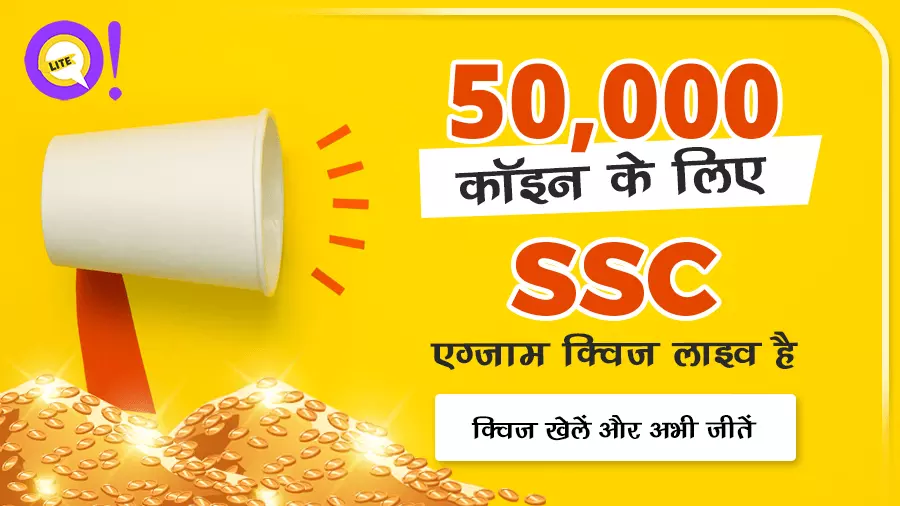 LITE
50,000
कॉइन के लिए
SSC
एग्जाम क्विज लाइव है
क्विज खेलें और अभी जीतें